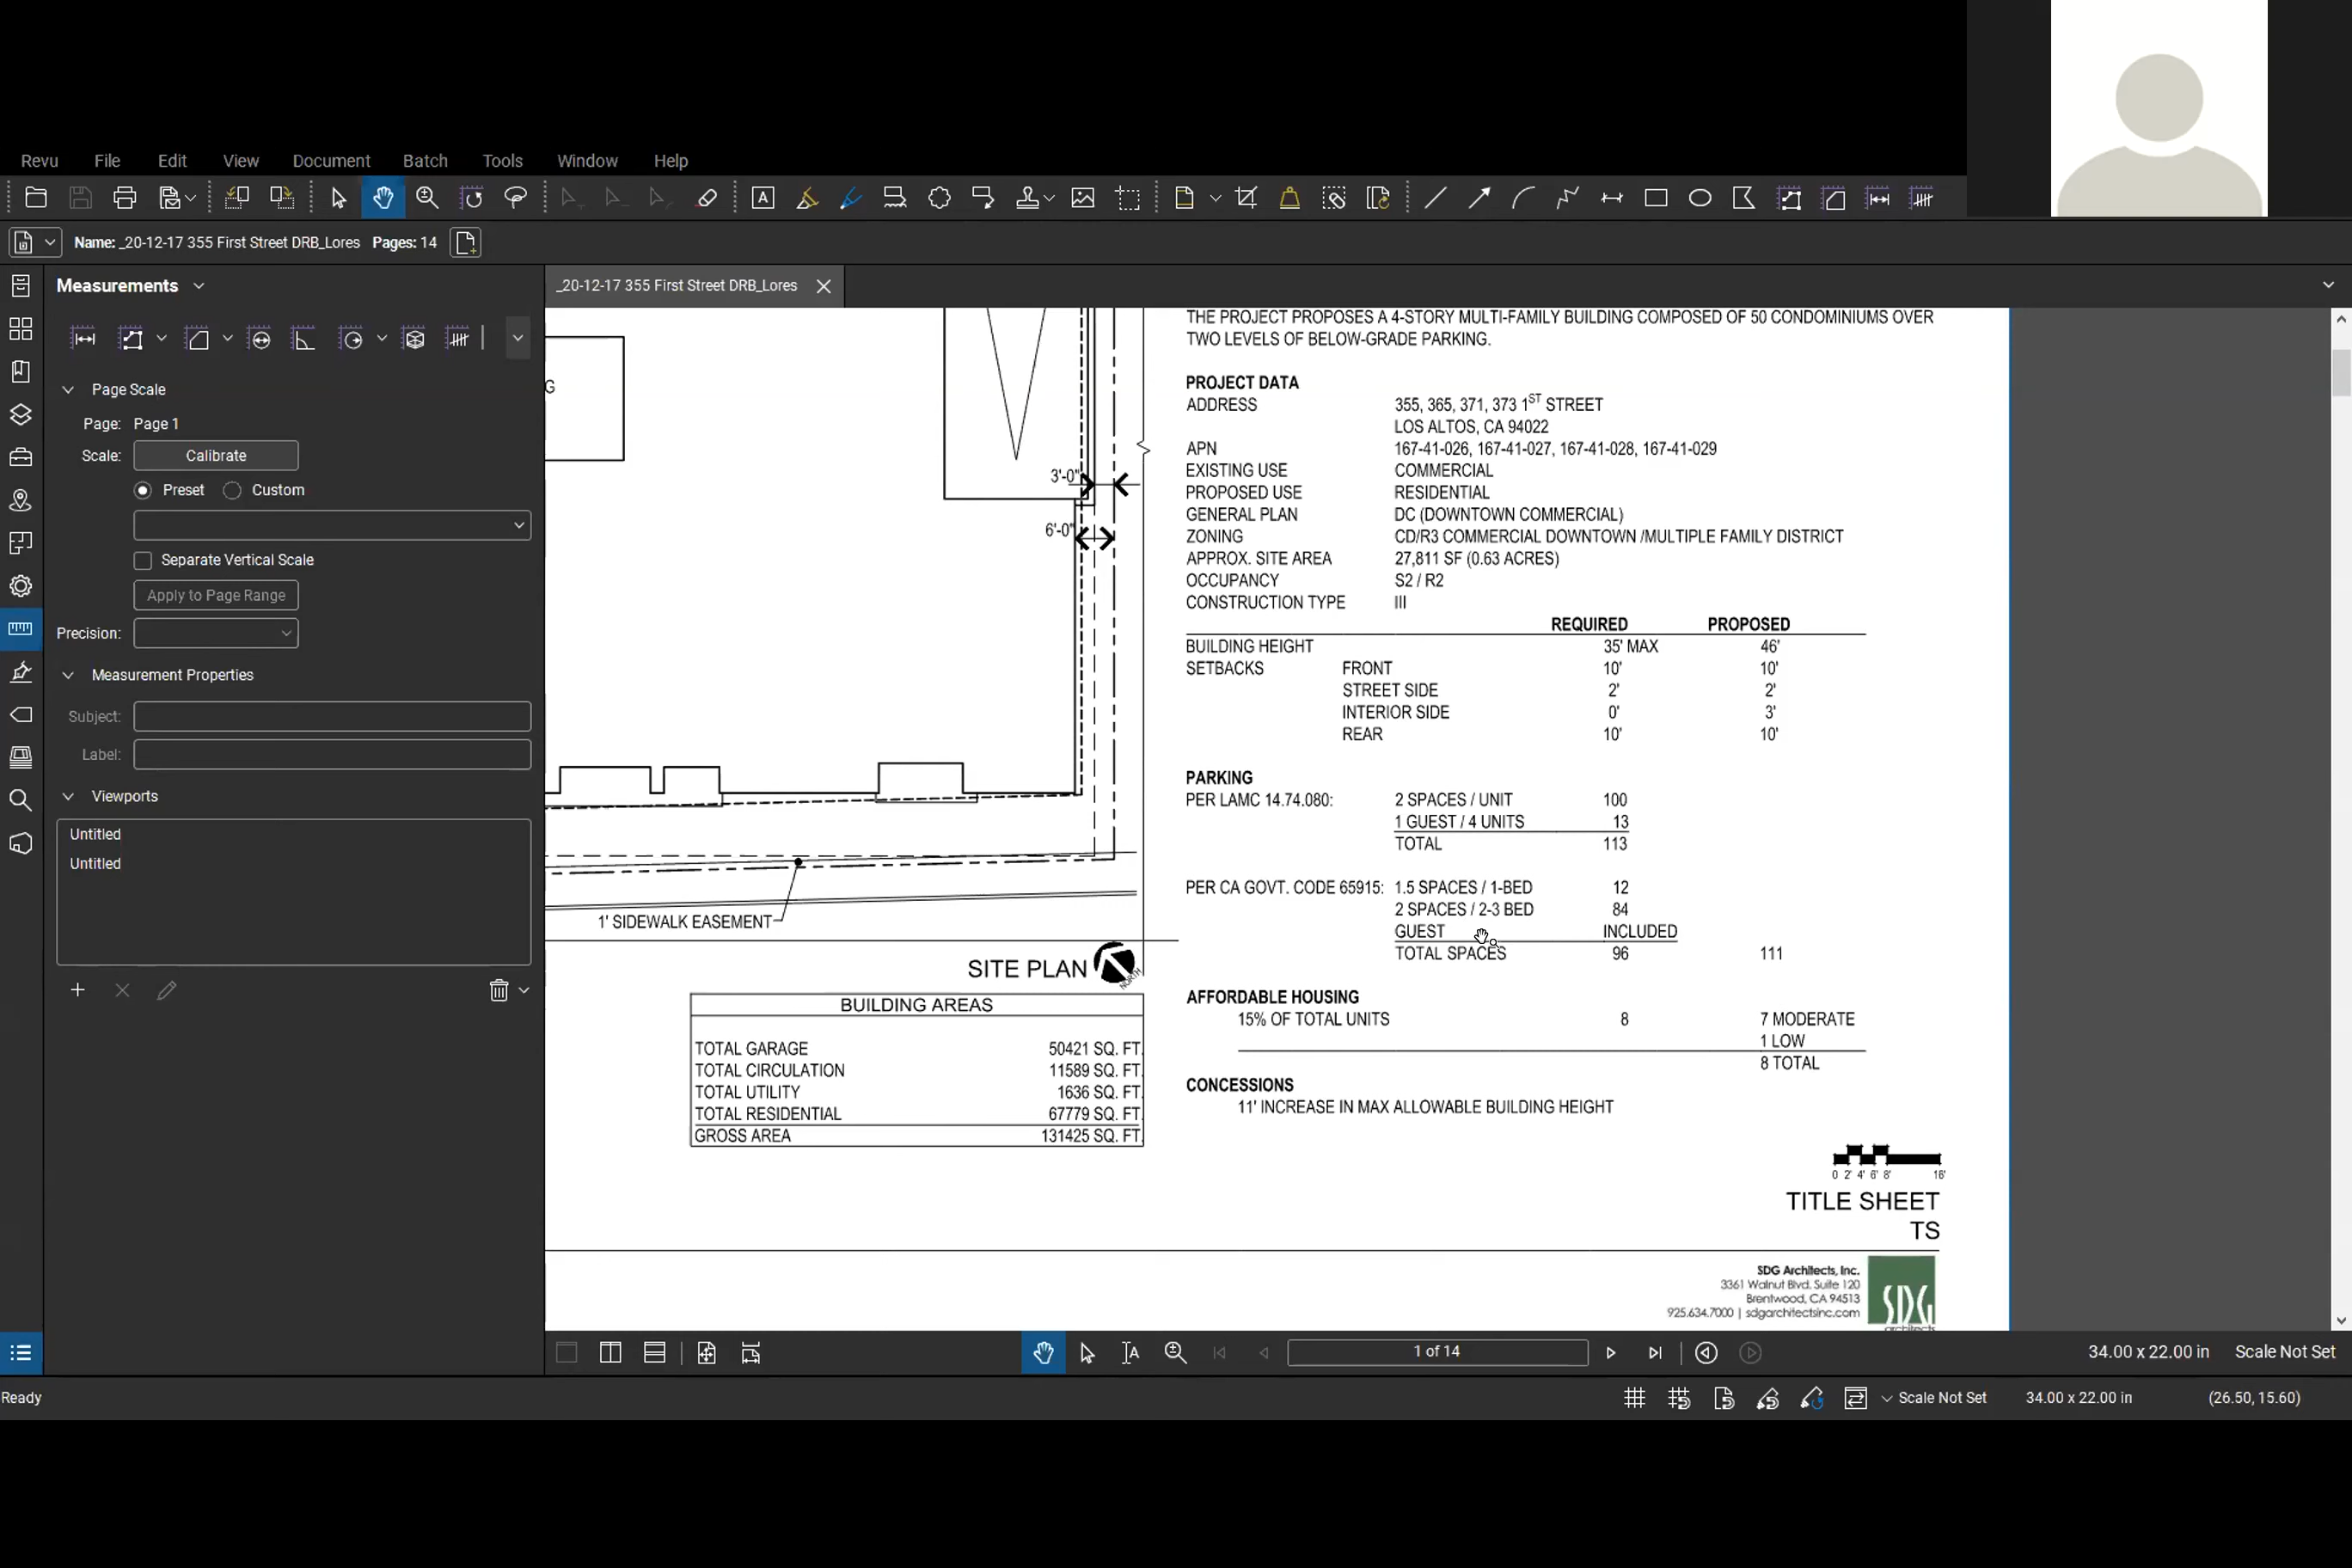 Revu File Edit View Document Batch Tools Window Help
Name: _20-12-17 355 First Street DRB_Lores Pages: 14
Measurements
_20-12-17 355 First Street DRB_Lores
Page Scale
Page: Page 1
Scale: Calibrate
Preset Custom
Separate Vertical Scale
Apply to Page Range
Precision:
Measurement Properties
Subject:
Label:
Viewports
Untitled
Untitled
G
3'-0"
6'-0"
1' SIDEWALK EASEMENT
SITE PLAN
NORTH
BUILDING AREAS
TOTAL GARAGE 50421 SQ. FT.
TOTAL CIRCULATION 11589 SQ. FT.
TOTAL UTILITY 1636 SQ. FT.
TOTAL RESIDENTIAL 67779 SQ. FT.
GROSS AREA 131425 SQ. FT.
THE PROJECT PROPOSES A 4-STORY MULTI-FAMILY BUILDING COMPOSED OF 50 CONDOMINIUMS OVER
TWO LEVELS OF BELOW-GRADE PARKING.
PROJECT DATA
ADDRESS 355, 365, 371, 373 1ST STREET
LOS ALTOS, CA 94022
APN 167-41-026, 167-41-027, 167-41-028, 167-41-029
EXISTING USE COMMERCIAL
PROPOSED USE RESIDENTIAL
GENERAL PLAN DC (DOWNTOWN COMMERCIAL)
ZONING CD/R3 COMMERCIAL DOWNTOWN /MULTIPLE FAMILY DISTRICT
APPROX. SITE AREA 27,811 SF (0.63 ACRES)
OCCUPANCY S2 / R2
CONSTRUCTION TYPE III
REQUIRED PROPOSED
BUILDING HEIGHT 35' MAX 46'
SETBACKS FRONT 10' 10'
STREET SIDE 2' 2'
INTERIOR SIDE 0' 3'
REAR 10' 10'
PARKING
PER LAMC 14.74.080: 2 SPACES / UNIT 100
1 GUEST / 4 UNITS 13
TOTAL 113
PER CA GOVT. CODE 65915: 1.5 SPACES / 1-BED 12
2 SPACES / 2-3 BED 84
GUEST INCLUDED
TOTAL SPACES 96 111
AFFORDABLE HOUSING
15% OF TOTAL UNITS 8 7 MODERATE
1 LOW
8 TOTAL
CONCESSIONS
11' INCREASE IN MAX ALLOWABLE BUILDING HEIGHT
0 2' 4' 6' 8' 16'
TITLE SHEET
TS
SDG Architects, Inc.
3361 Walnut Blvd. Suite 120
Brentwood, CA 94513
925.634.7000 | sdgarchitectsinc.com
SDG
architects
1 of 14
34.00 x 22.00 in Scale Not Set
Ready
Scale Not Set 34.00 x 22.00 in (26.50, 15.60)